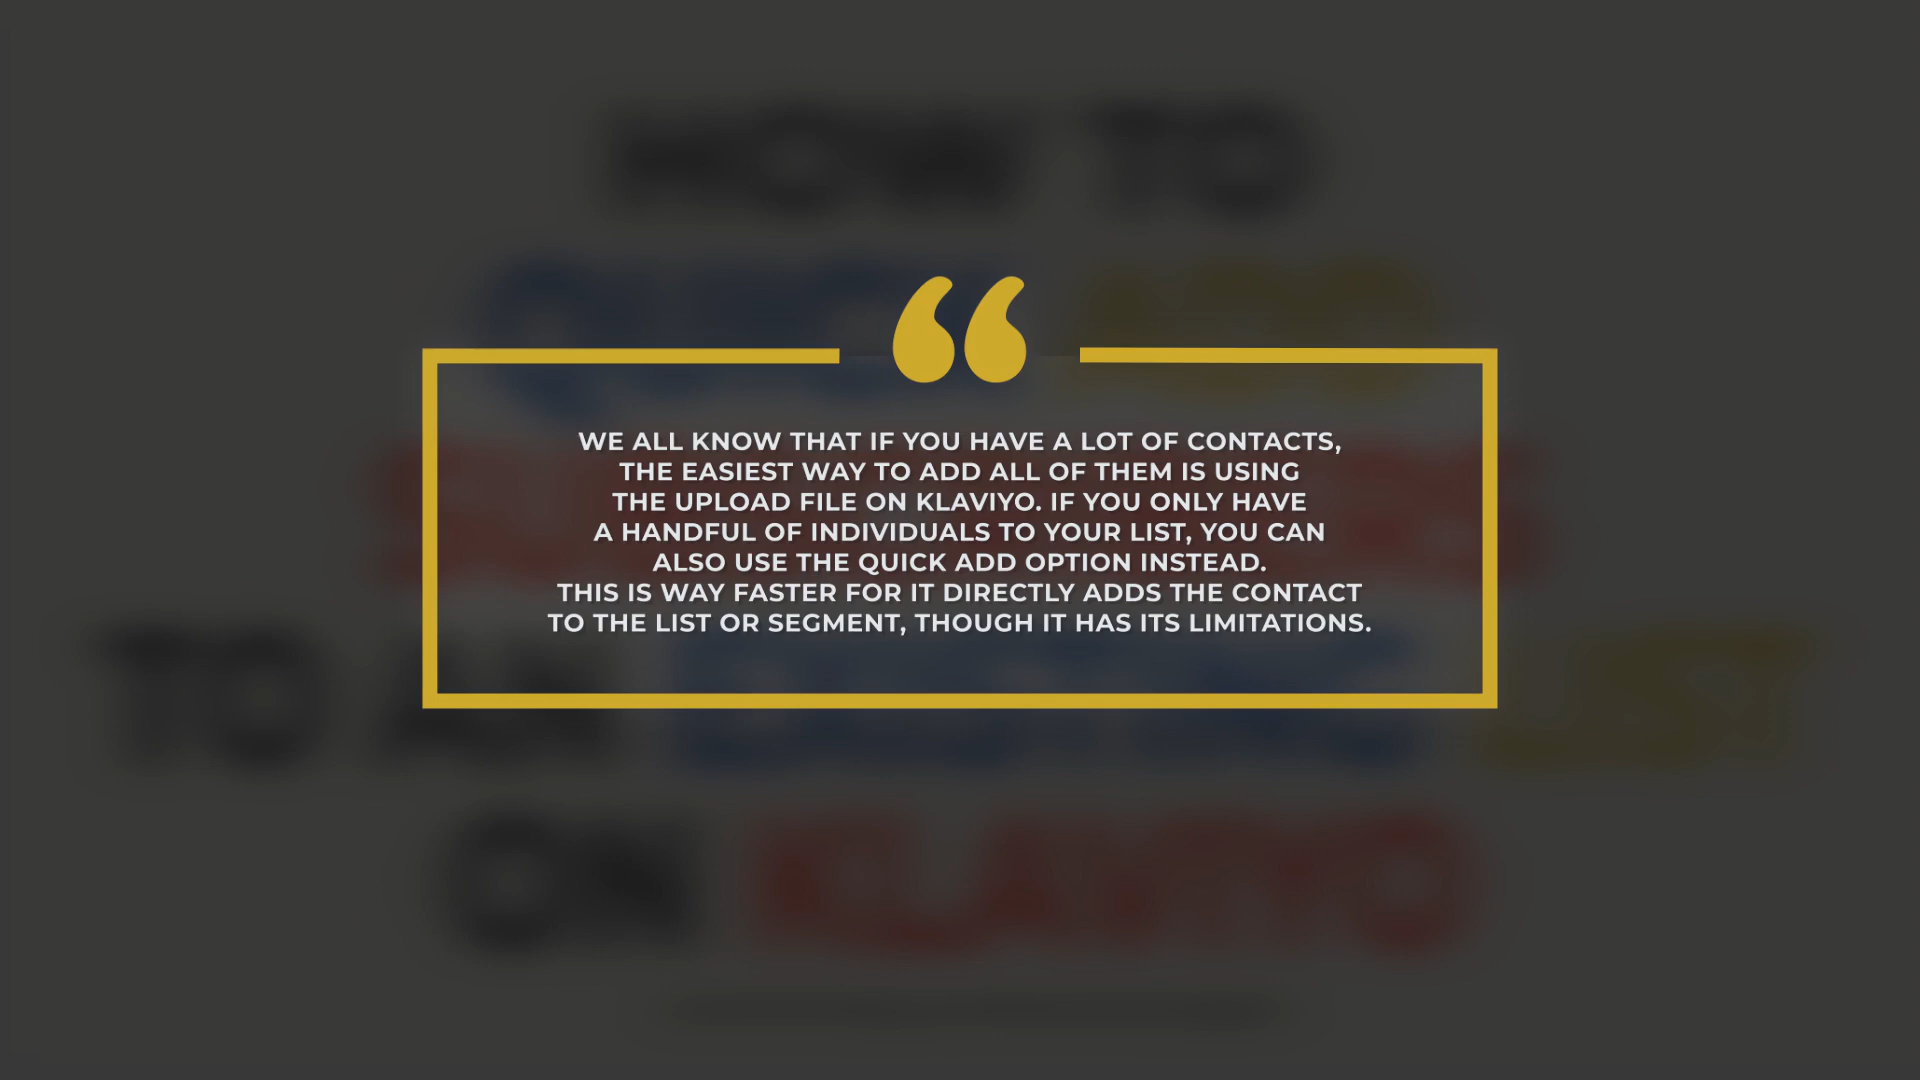 WE ALL KNOW THAT IF YOU HAVE A LOT OF CONTACTS,
THE EASIEST WAY TO ADD ALL OF THEM IS USING
THE UPLOAD FILE ON KLAVIYO. IF YOU ONLY HAVE
A HANDFUL OF INDIVIDUALS TO YOUR LIST, YOU CAN
ALSO USE THE QUICK ADD OPTION INSTEAD.
THIS IS WAY FASTER FOR IT DIRECTLY ADDS THE CONTACT
TO THE LIST OR SEGMENT, THOUGH IT HAS ITS LIMITATIONS.